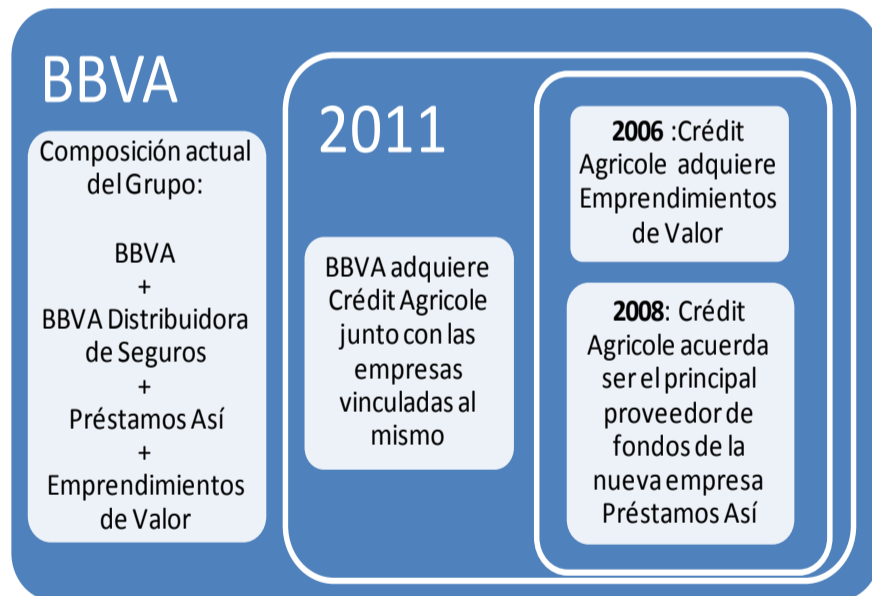 BBVA
Composición actual
del Grupo:
BBVA
+
BBVA Distribuidora
de Seguros
+
Préstamos Así
+
Emprendimientos
de Valor
2011
BBVA adquiere
Crédit Agricole
junto con las
empresas
vinculadas al
mismo
2006 :Crédit
Agricole adquiere
Emprendimientos
de Valor
2008: Crédit
Agricole acuerda
ser el principal
proveedor de
fondos de la
nueva empresa
Préstamos Así